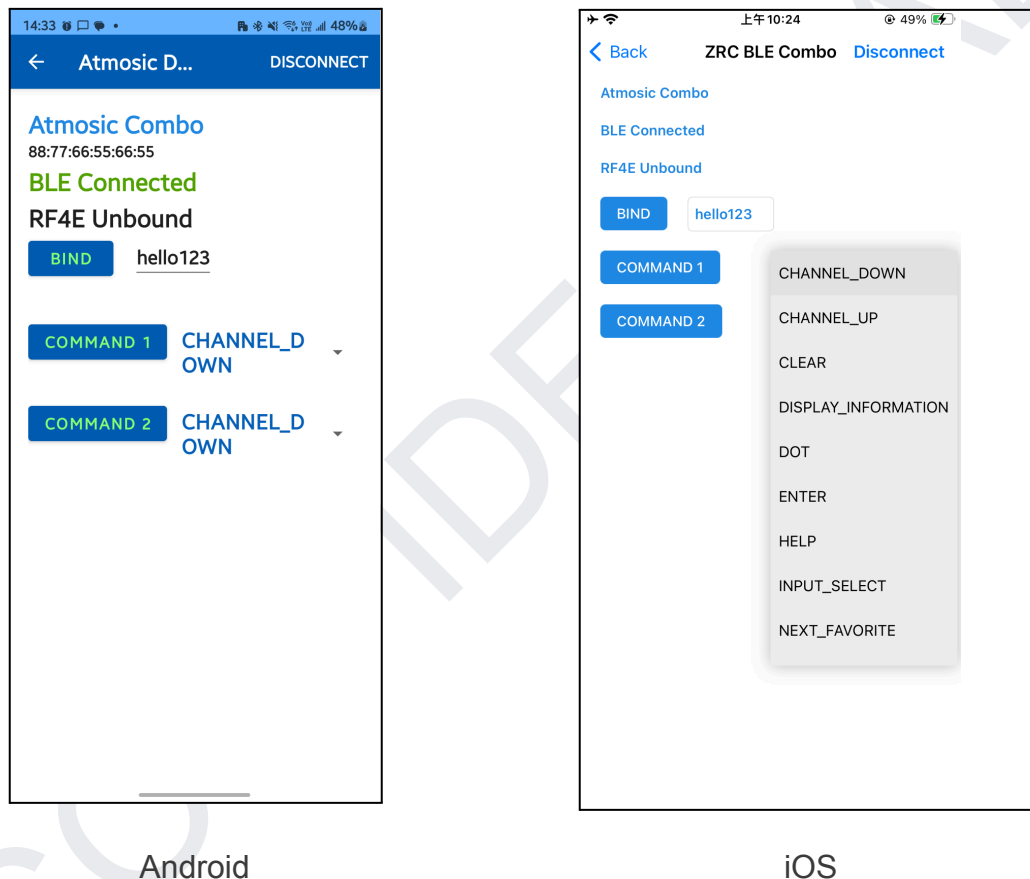 14:33
48%
Atmosic D...
DISCONNECT
Atmosic Combo
88:77:66:55:66:55
BLE Connected
RF4E Unbound
BIND
hello123
COMMAND 1
CHANNEL_D
OWN
COMMAND 2
CHANNEL_D
OWN
Android
上午10:24
49%
Back
ZRC BLE Combo
Disconnect
Atmosic Combo
BLE Connected
RF4E Unbound
BIND
hello123
COMMAND 1
COMMAND 2
CHANNEL_DOWN
CHANNEL_UP
CLEAR
DISPLAY_INFORMATION
DOT
ENTER
HELP
INPUT_SELECT
NEXT_FAVORITE
iOS